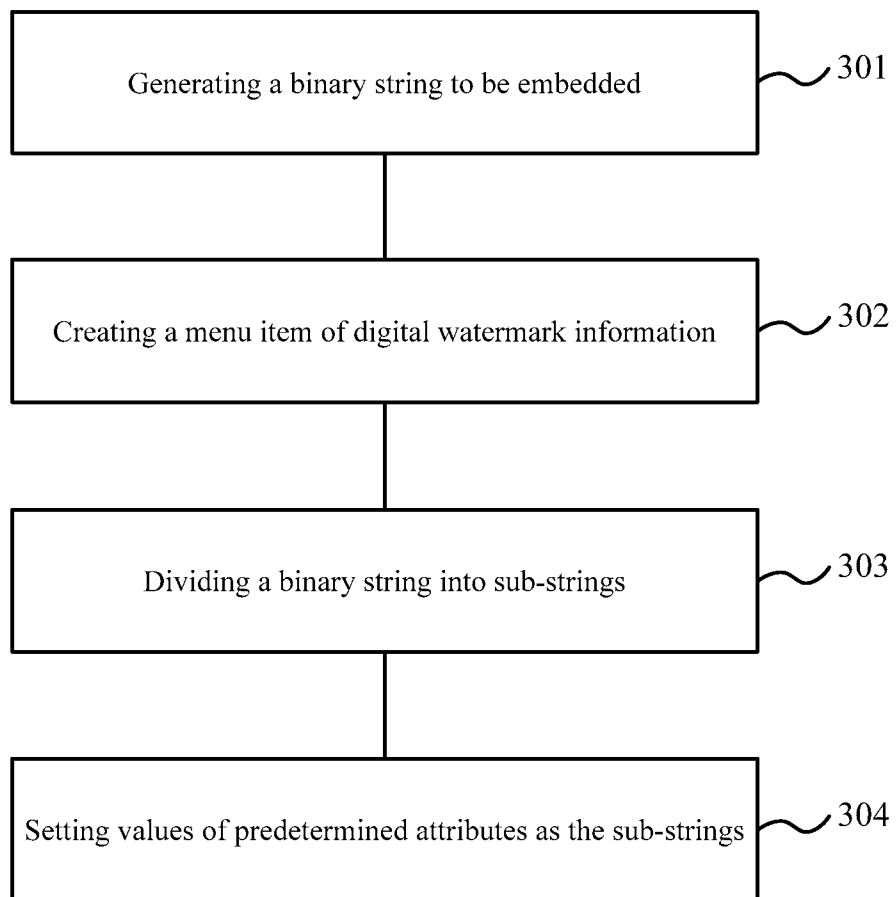 Generating a binary string to be embedded
301
Creating a menu item of digital watermark information
302
Dividing a binary string into sub-strings
303
Setting values of predetermined attributes as the sub-strings
304